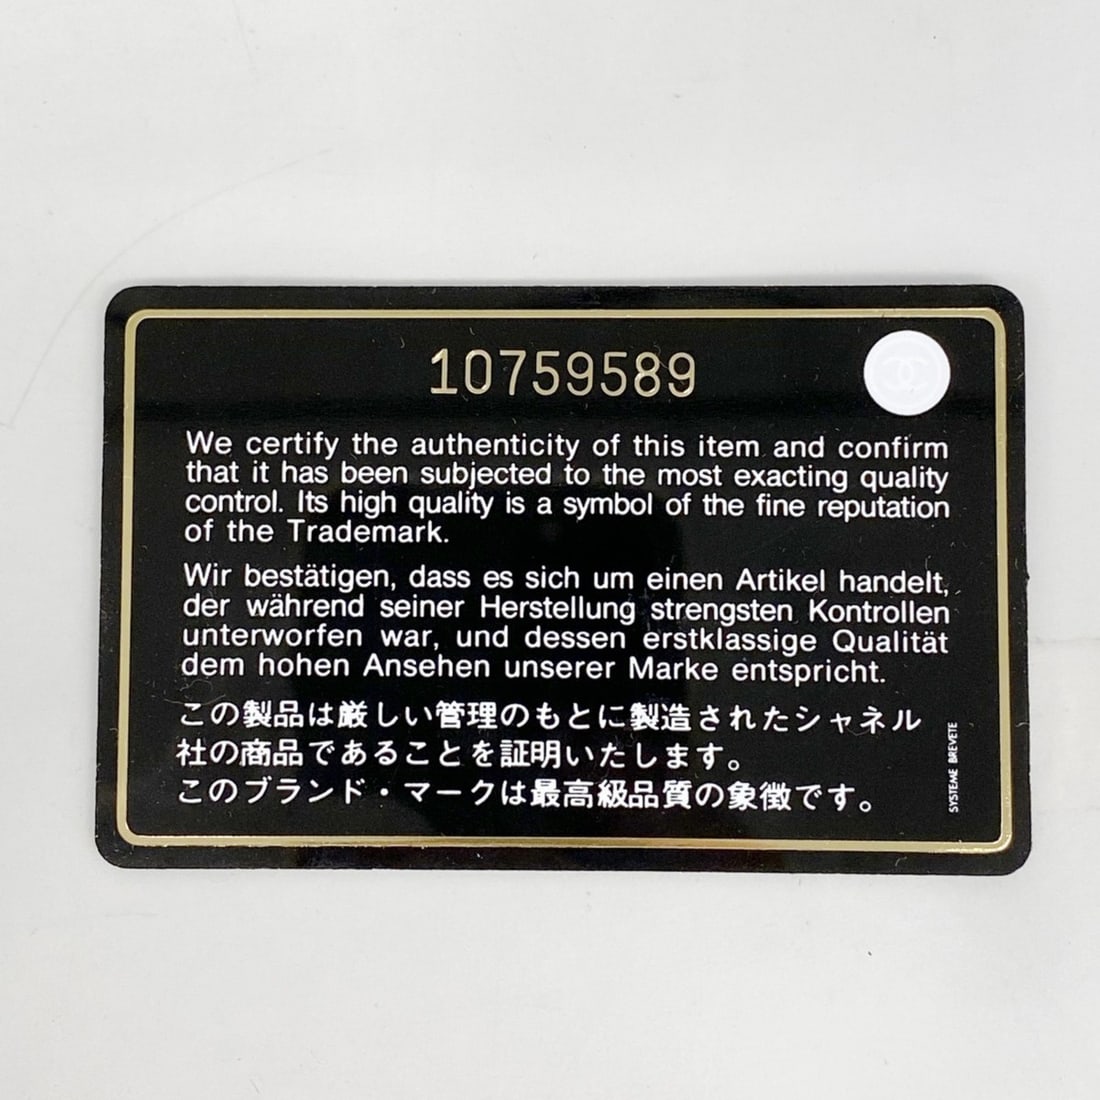 10759589
We certify the authenticity of this item and confirm
that it has been subjected to the most exacting quality
control. Its high quality is a symbol of the fine reputation
of the Trademark.
Wir bestätigen, dass es sich um einen Artikel handelt,
der während seiner Herstellung strengsten Kontrollen
unterworfen war, und dessen erstklassige Qualität
dem hohen Ansehen unserer Marke entspricht.
この製品は厳しい管理のもとに製造されたシャネル
社の商品であることを証明いたします。
このブランド・マークは最高級品質の象徴です。
SYSTEME BREVETE